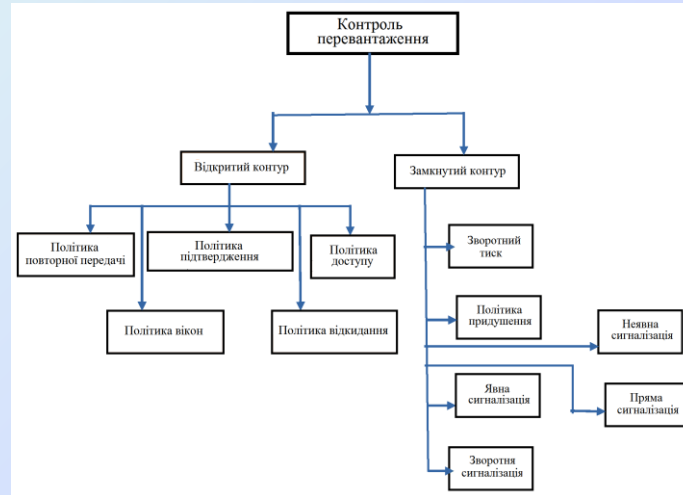 Контроль
перевантаження
Відкритий контур
Замкнутий контур
Політика
повторної передачі
Політика
підтвердження
Політика
доступу
Політика вікон
Політика відкидання
Зворотний
тиск
Політика
придушення
Неявна
сигналізація
Явна
сигналізація
Пряма
сигналізація
Зворотня
сигналізація